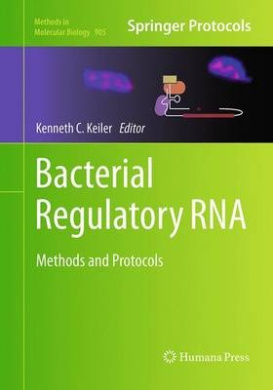 Methods in
Molecular Biology 905
Springer Protocols
Kenneth C. Keiler Editor
Bacterial
Regulatory RNA
Methods and Protocols
Humana Press